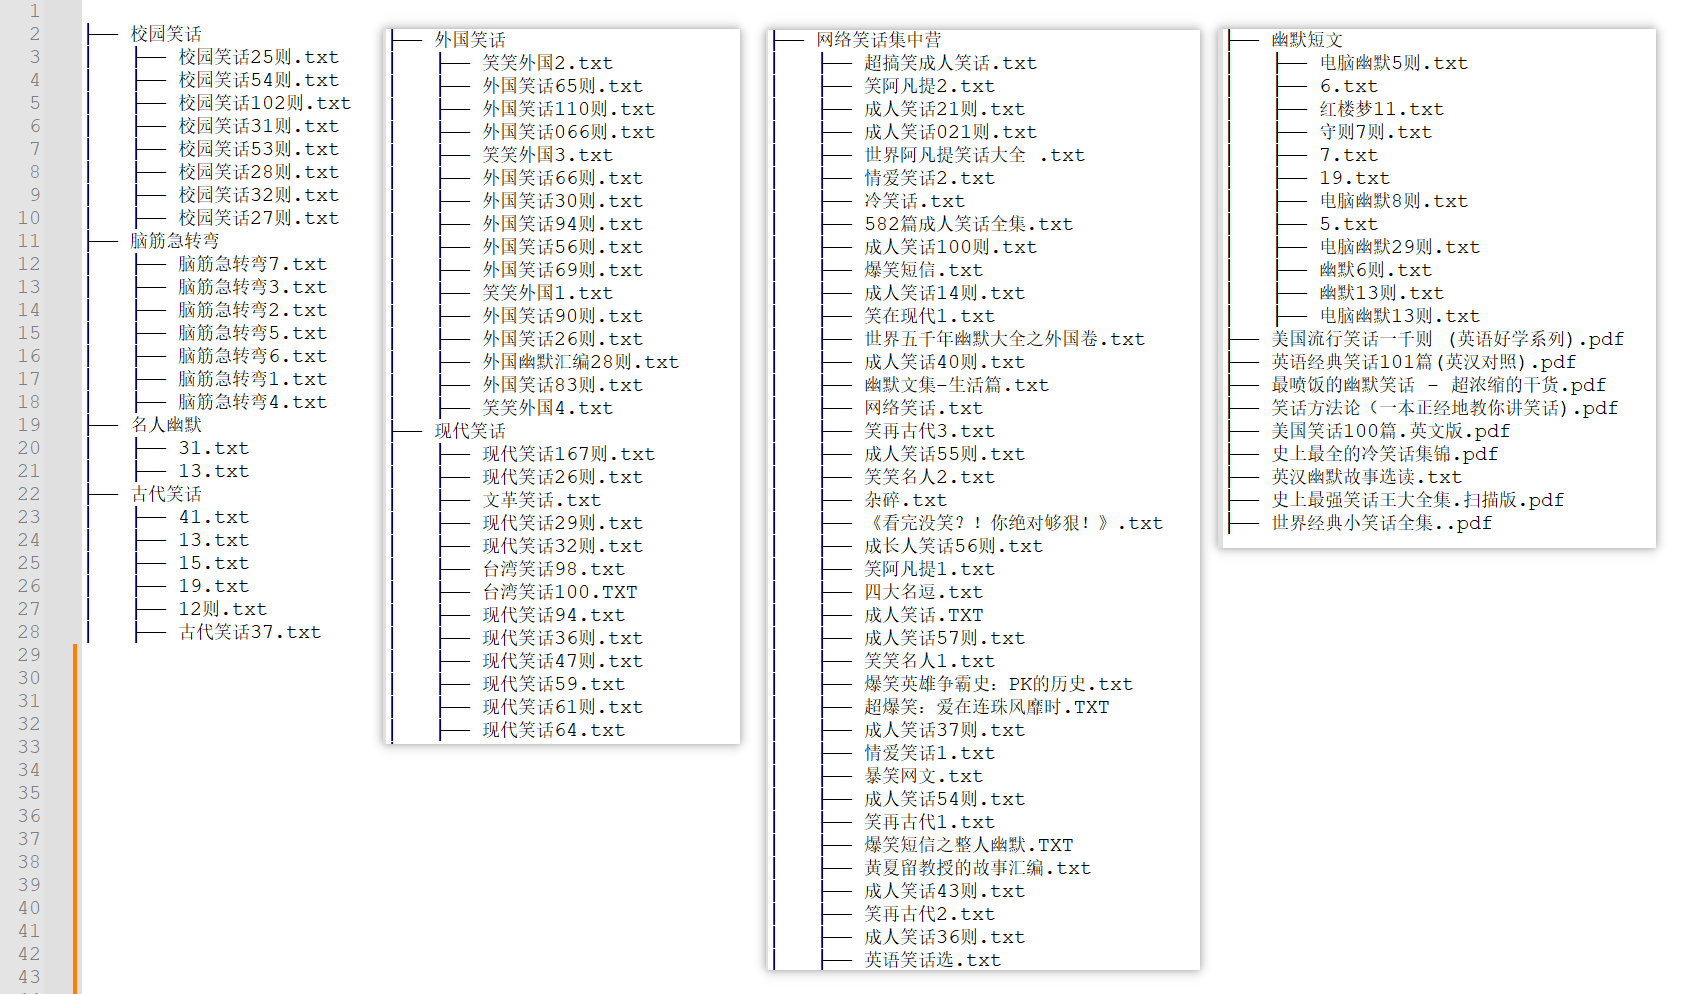 1
2 ├── 校园笑话
3 ├── 校园笑话25则.txt
4 ├── 校园笑话54则.txt
5 ├── 校园笑话102则.txt
6 ├── 校园笑话31则.txt
7 ├── 校园笑话53则.txt
8 ├── 校园笑话28则.txt
9 ├── 校园笑话32则.txt
10 ├── 校园笑话27则.txt
11 ├── 脑筋急转弯
12 ├── 脑筋急转弯7.txt
13 ├── 脑筋急转弯3.txt
14 ├── 脑筋急转弯2.txt
15 ├── 脑筋急转弯5.txt
16 ├── 脑筋急转弯6.txt
17 ├── 脑筋急转弯1.txt
18 ├── 脑筋急转弯4.txt
19 ├── 名人幽默
20 ├── 31.txt
21 ├── 13.txt
22 ├── 古代笑话
23 ├── 41.txt
24 ├── 13.txt
25 ├── 15.txt
26 ├── 19.txt
27 ├── 12则.txt
28 ├── 古代笑话37.txt
29
30
31
32
33
34
35
36
37
38
39
40
41
42
43
├── 外国笑话
├── 笑笑外国2.txt
├── 外国笑话65则.txt
├── 外国笑话110则.txt
├── 外国笑话066则.txt
├── 笑笑外国3.txt
├── 外国笑话66则.txt
├── 外国笑话30则.txt
├── 外国笑话94则.txt
├── 外国笑话56则.txt
├── 外国笑话69则.txt
├── 笑笑外国1.txt
├── 外国笑话90则.txt
├── 外国笑话26则.txt
├── 外国幽默汇编28则.txt
├── 外国笑话83则.txt
├── 笑笑外国4.txt
├── 现代笑话
├── 现代笑话167则.txt
├── 现代笑话26则.txt
├── 文革笑话.txt
├── 现代笑话29则.txt
├── 现代笑话32则.txt
├── 台湾笑话98.txt
├── 台湾笑话100.TXT
├── 现代笑话94.txt
├── 现代笑话36则.txt
├── 现代笑话47则.txt
├── 现代笑话59.txt
├── 现代笑话61则.txt
├── 现代笑话64.txt
├── 网络笑话集中营
├── 超搞笑成人笑话.txt
├── 笑阿凡提2.txt
├── 成人笑话21则.txt
├── 成人笑话021则.txt
├── 世界阿凡提笑话大全 .txt
├── 情爱笑话2.txt
├── 冷笑话.txt
├── 582篇成人笑话全集.txt
├── 成人笑话100则.txt
├── 爆笑短信.txt
├── 成人笑话14则.txt
├── 笑在现代1.txt
├── 世界五千年幽默大全之外国卷.txt
├── 成人笑话40则.txt
├── 幽默文集-生活篇.txt
├── 网络笑话.txt
├── 笑再古代3.txt
├── 成人笑话55则.txt
├── 笑笑名人2.txt
├── 杂碎.txt
├── 《看完没笑？！你绝对够狠！》.txt
├── 成长人笑话56则.txt
├── 笑阿凡提1.txt
├── 四大名逗.txt
├── 成人笑话.TXT
├── 成人笑话57则.txt
├── 笑笑名人1.txt
├── 爆笑英雄争霸史：PK的历史.txt
├── 超爆笑：爱在连珠风靡时.TXT
├── 成人笑话37则.txt
├── 情爱笑话1.txt
├── 暴笑网文.txt
├── 成人笑话54则.txt
├── 笑再古代1.txt
├── 爆笑短信之整人幽默.TXT
├── 黄夏留教授的故事汇编.txt
├── 成人笑话43则.txt
├── 笑再古代2.txt
├── 成人笑话36则.txt
├── 英语笑话选.txt
├── 幽默短文
├── 电脑幽默5则.txt
├── 6.txt
├── 红楼梦11.txt
├── 守则7则.txt
├── 7.txt
├── 19.txt
├── 电脑幽默8则.txt
├── 5.txt
├── 电脑幽默29则.txt
├── 幽默6则.txt
├── 幽默13则.txt
├── 电脑幽默13则.txt
├── 美国流行笑话一千则 (英语好学系列).pdf
├── 英语经典笑话101篇(英汉对照).pdf
├── 最喷饭的幽默笑话 - 超浓缩的干货.pdf
├── 笑话方法论（一本正经地教你讲笑话).pdf
├── 美国笑话100篇.英文版.pdf
├── 史上最全的冷笑话集锦.pdf
├── 英汉幽默故事选读.txt
├── 史上最强笑话王大全集.扫描版.pdf
├── 世界经典小笑话全集..pdf